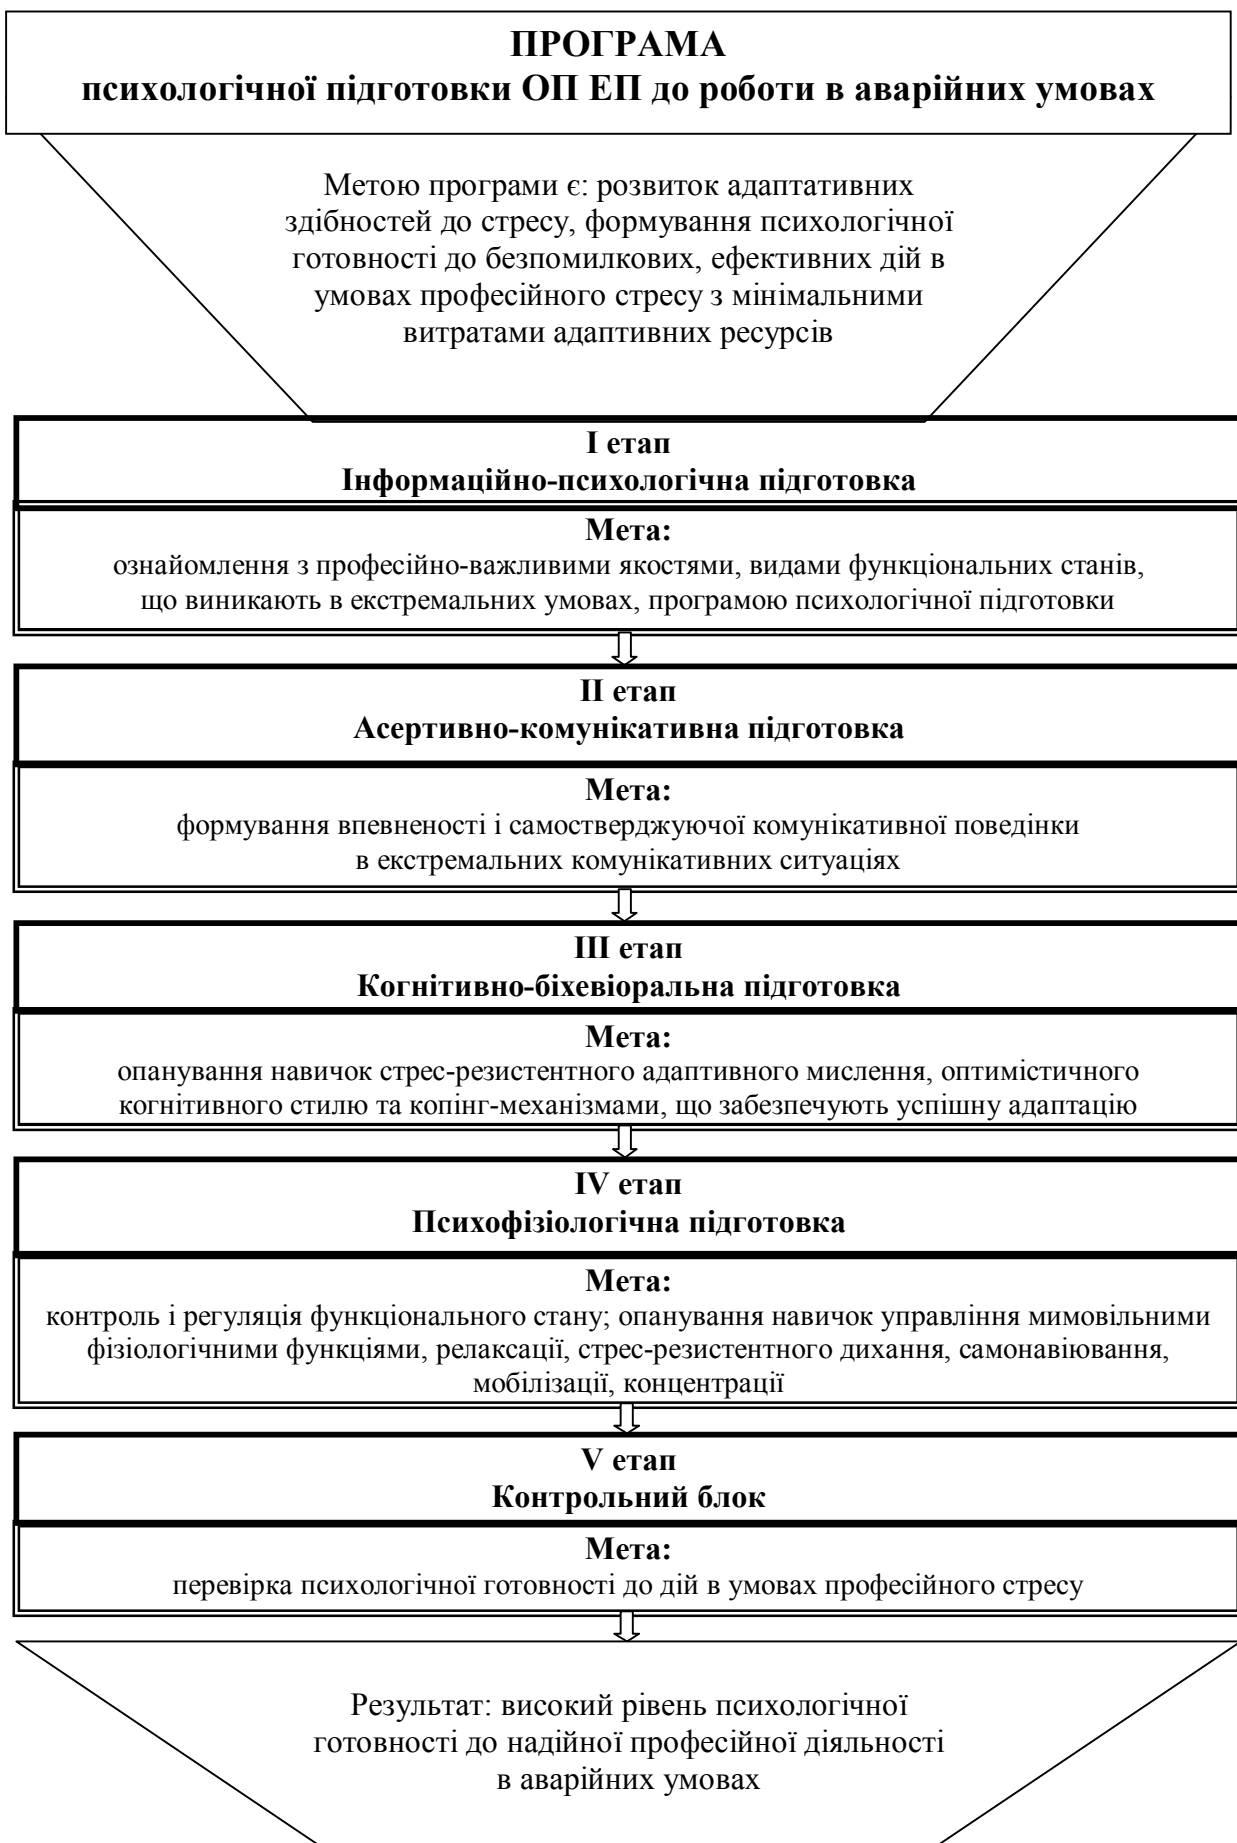 ПРОГРАМА
психологічної підготовки ОП ЕП до роботи в аварійних умовах
Метою програми є: розвиток адаптативних
здібностей до стресу, формування психологічної
готовності до безпомилкових, ефективних дій в
умовах професійного стресу з мінімальними
витратами адаптивних ресурсів
I етап
Інформаційно-психологічна підготовка
Мета:
ознайомлення з професійно-важливими якостями, видами функціональних станів,
що виникають в екстремальних умовах, програмою психологічної підготовки
II етап
Асертивно-комунікативна підготовка
Мета:
формування впевненості і самостверджуючої комунікативної поведінки
в екстремальних комунікативних ситуаціях
III етап
Когнітивно-біхевіоральна підготовка
Мета:
опанування навичок стрес-резистентного адаптивного мислення, оптимістичного
когнітивного стилю та копінг-механізмами, що забезпечують успішну адаптацію
IV етап
Психофізіологічна підготовка
Мета:
контроль і регуляція функціонального стану; опанування навичок управління мимовільними
фізіологічними функціями, релаксації, стрес-резистентного дихання, самонавіювання,
мобілізації, концентрації
V етап
Контрольний блок
Мета:
перевірка психологічної готовності до дій в умовах професійного стресу
Результат: високий рівень психологічної
готовності до надійної професійної діяльності
в аварійних умовах